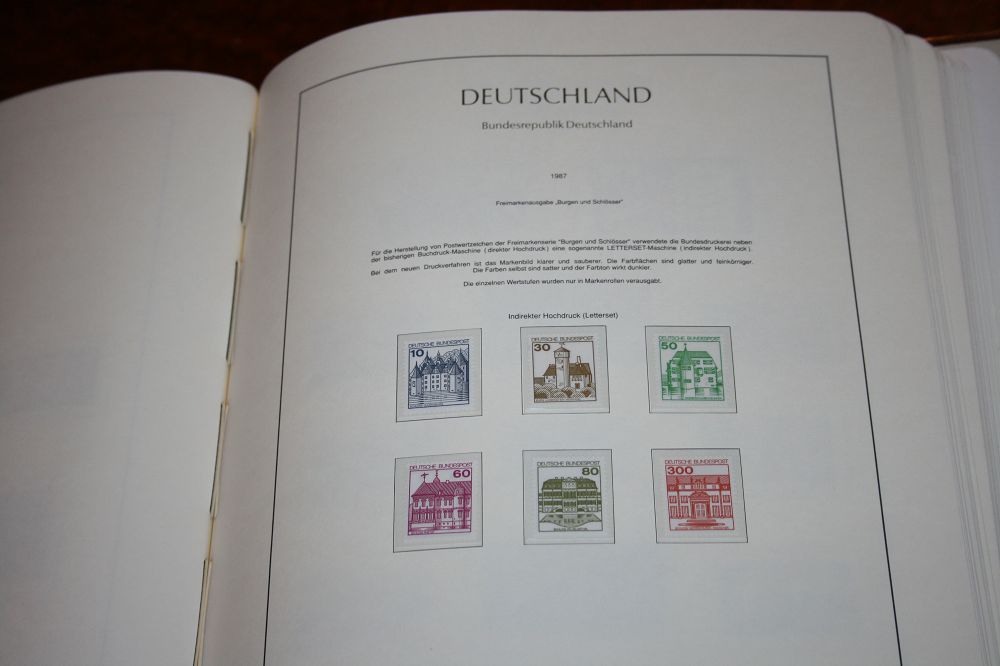 DEUTSCHLAND
Bundesrepublik Deutschland
1987
Freimarkenausgabe „Burgen und Schlösser"
Für die Herstellung von Postwertzeichen der Freimarkenserie "Burgen und Schlösser" verwendete die Bundesdruckerei neben
der bisherigen Buchdruck-Maschine (direkter Hochdruck) eine sogenannte LETTERSET-Maschine (indirekter Hochdruck).
Bei dem neuen Druckverfahren ist das Markenbild klarer und sauberer. Die Farbflächen sind glatter und feinkörniger.
Die Farben selbst sind satter und der Farbton wirkt dunkler.
Die einzelnen Wertstufen wurden nur in Markenrollen verausgabt.
Indirekter Hochdruck (Letterset)
DEUTSCHE BUNDESPOST
10
DEUTSCHE BUNDESPOST
30
DEUTSCHE BUNDESPOST
50
DEUTSCHE BUNDESPOST
60
DEUTSCHE BUNDESPOST
80
DEUTSCHE BUNDESPOST
300